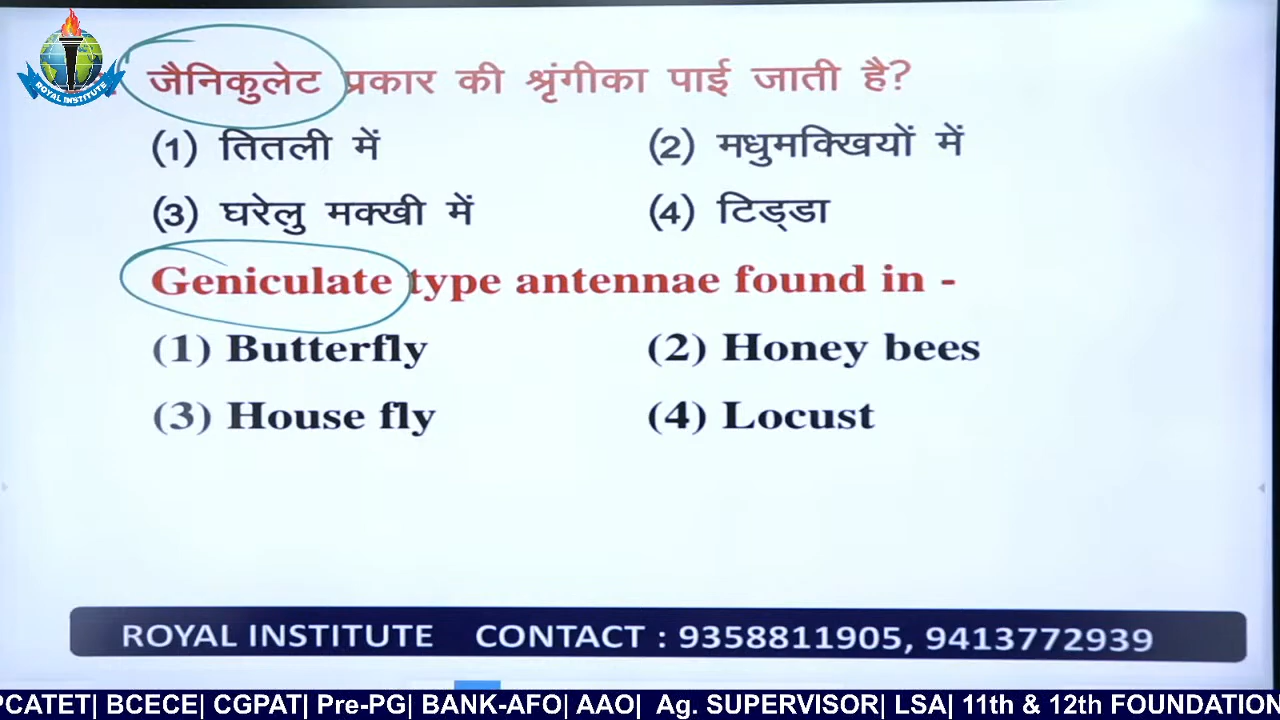 ROYAL INSTITUTE
जैनिकुलेट प्रकार की श्रृंगीका पाई जाती है?
(1) तितली में (2) मधुमक्खियों में
(3) घरेलु मक्खी में (4) टिड्डा
Geniculate type antennae found in -
(1) Butterfly (2) Honey bees
(3) House fly (4) Locust
ROYAL INSTITUTE CONTACT : 9358811905, 9413772939
PCATET| BCECE| CGPAT| Pre-PG| BANK-AFO| AAO| Ag. SUPERVISOR| LSA| 11th & 12th FOUNDATION